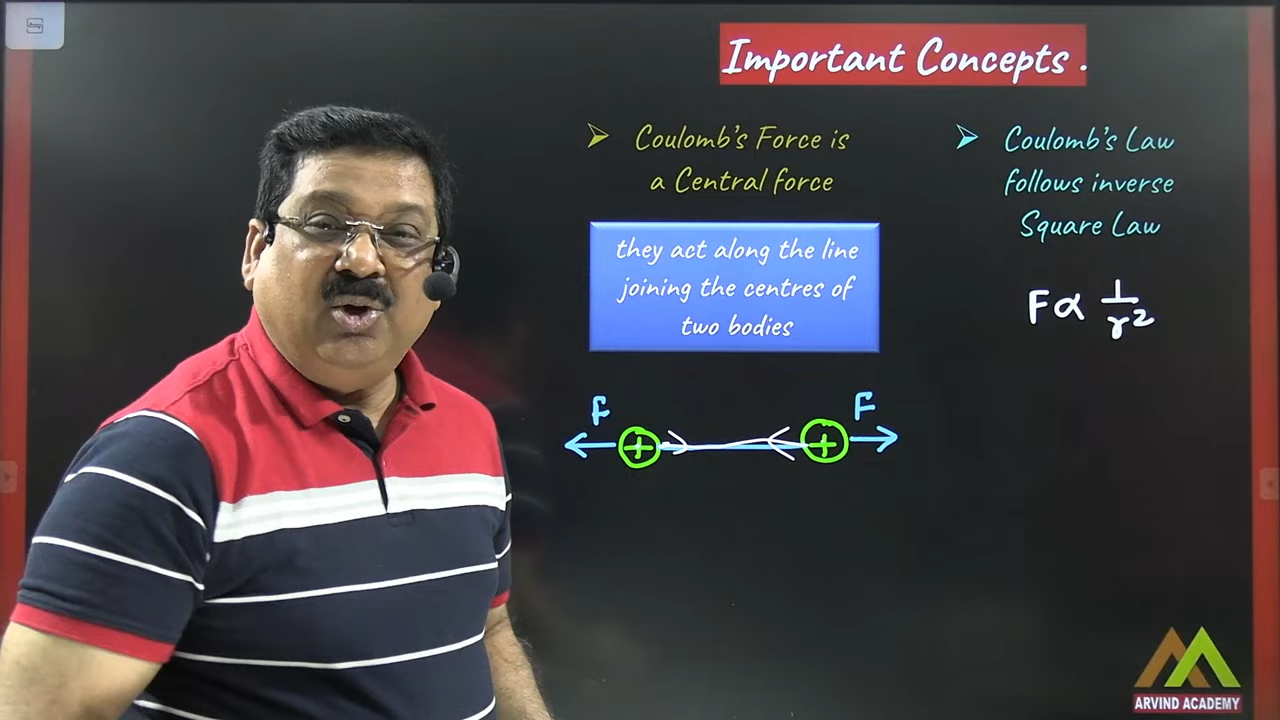 Important Concepts.
➢ Coulomb's Force is
a Central force
they act along the line
joining the centres of
two bodies
F
F
+
+
➢ Coulomb's Law
follows inverse
Square Law
F∝ 1/r²
ARVIND ACADEMY